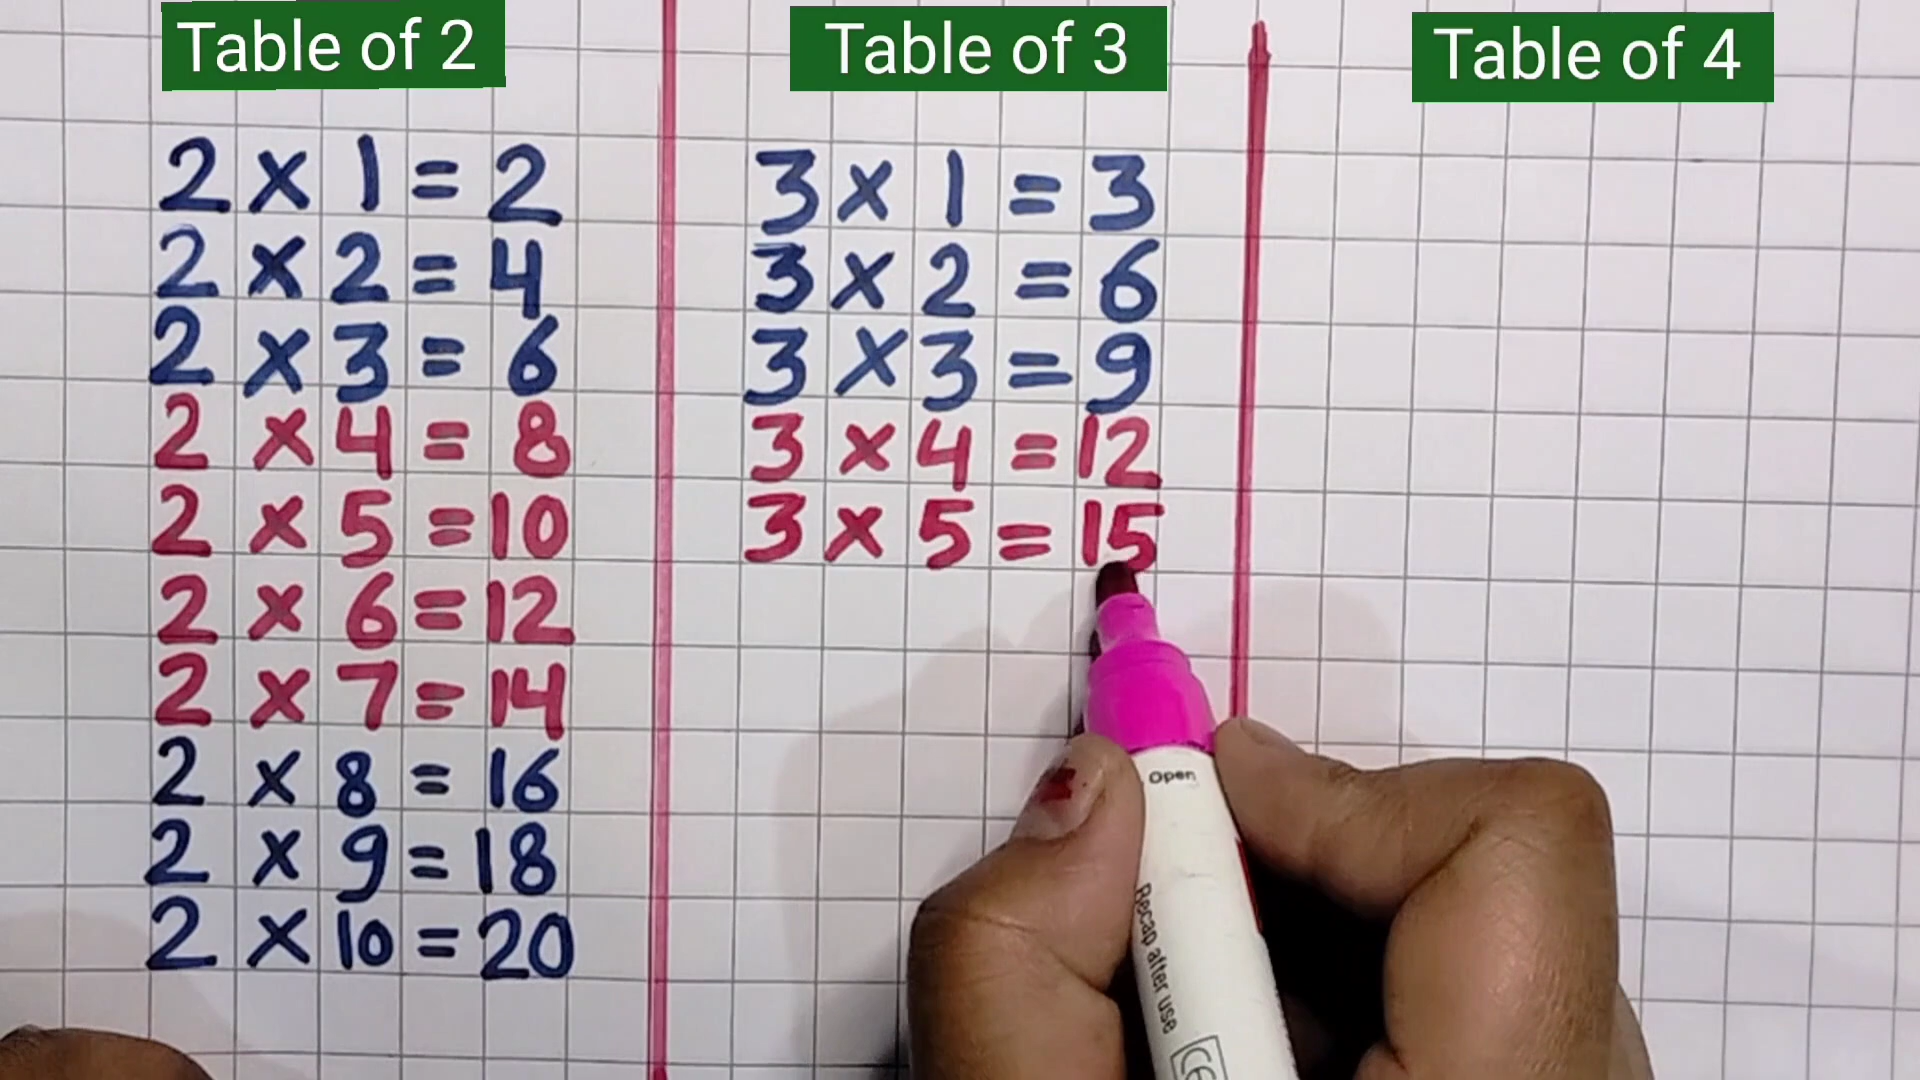 Table of 2
2 × 1 = 2
2 × 2 = 4
2 × 3 = 6
2 × 4 = 8
2 × 5 = 10
2 × 6 = 12
2 × 7 = 14
2 × 8 = 16
2 × 9 = 18
2 × 10 = 20
Table of 3
3 × 1 = 3
3 × 2 = 6
3 × 3 = 9
3 × 4 = 12
3 × 5 = 15
Table of 4
Open
Recap after use
CE